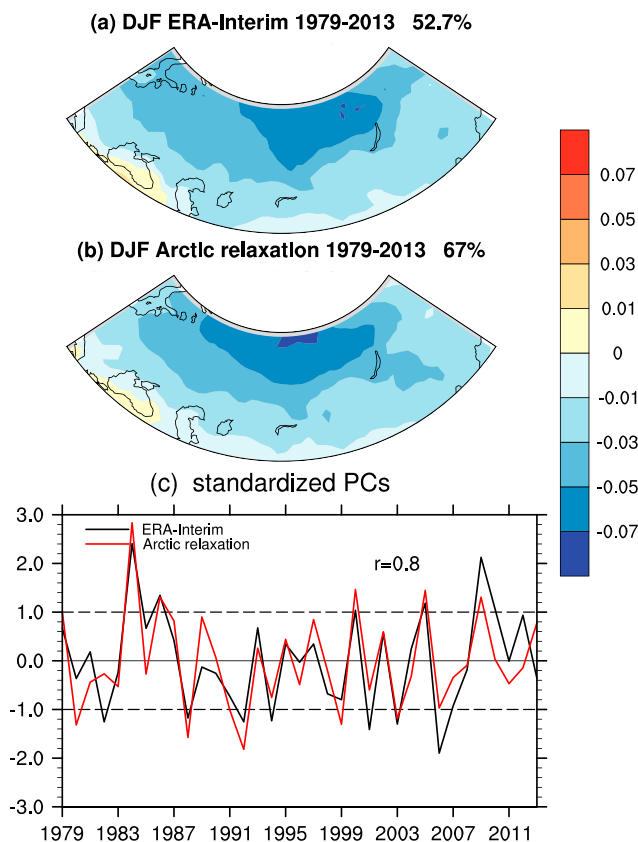 (a) DJF ERA-Interim 1979-2013 52.7%
(b) DJF Arctic relaxation 1979-2013 67%
0.07
0.05
0.03
0.01
0
-0.01
-0.03
-0.05
-0.07
(c) standardized PCs
ERA-Interim
Arctic relaxation
r=0.8
3.0
2.0
1.0
0.0
-1.0
-2.0
-3.0
1979 1983 1987 1991 1995 1999 2003 2007 2011